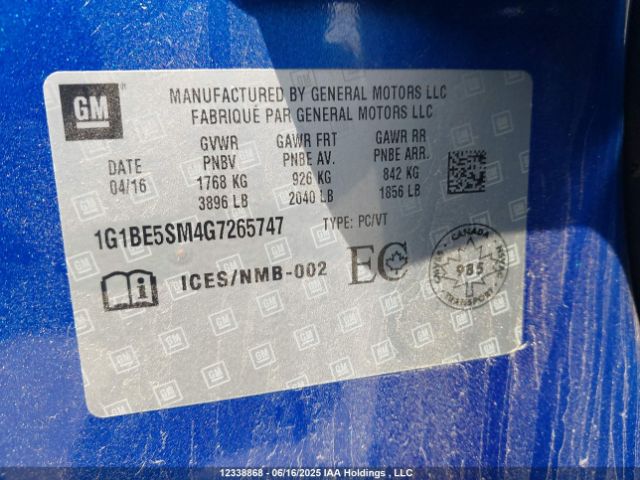 GM
MANUFACTURED BY GENERAL MOTORS LLC
FABRIQUÉ PAR GENERAL MOTORS LLC
DATE
04/16
GVWR
PNBV
1768 KG
3896 LB
GAWR FRT
PNBE AV.
926 KG
2040 LB
GAWR RR
PNBE ARR.
842 KG
1856 LB
1G1BE5SM4G7265747 TYPE: PC/VT
ICES/NMB-002
EC
CANADA
985
TRANSPORT
12338868 - 06/16/2025 IAA Holdings , LLC